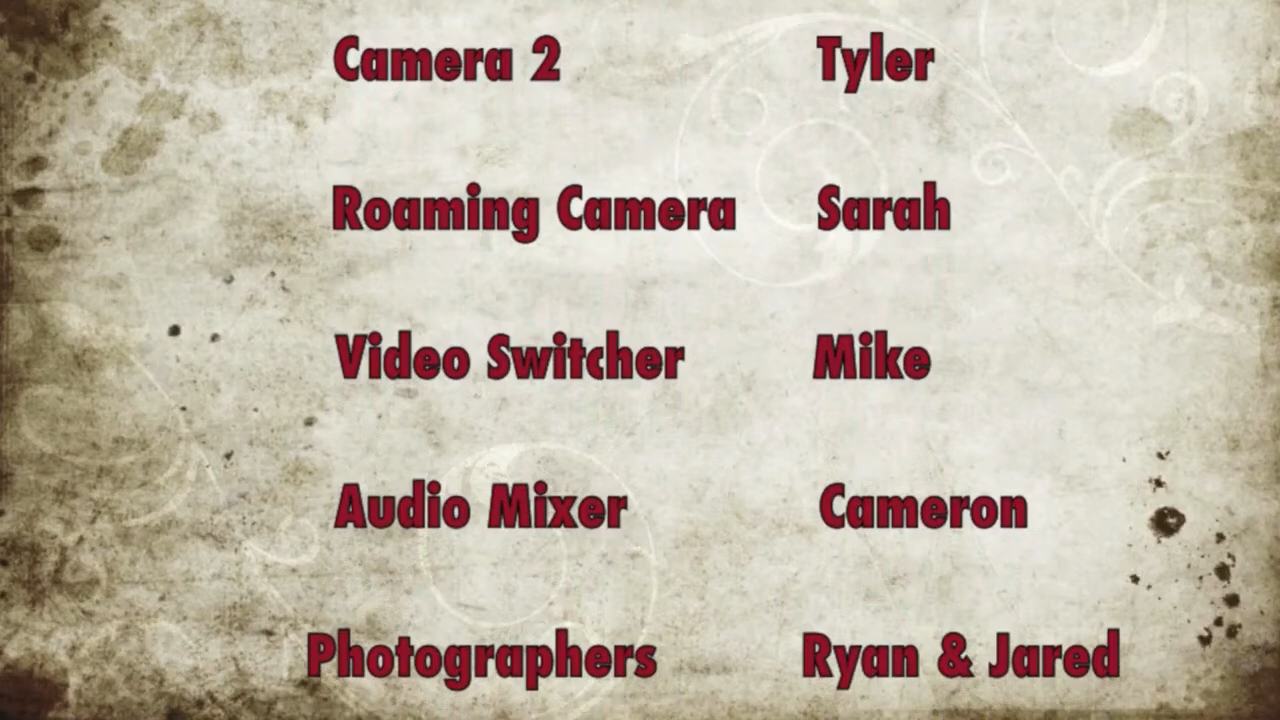 Camera 2 Tyler
Roaming Camera Sarah
Video Switcher Mike
Audio Mixer Cameron
Photographers Ryan & Jared